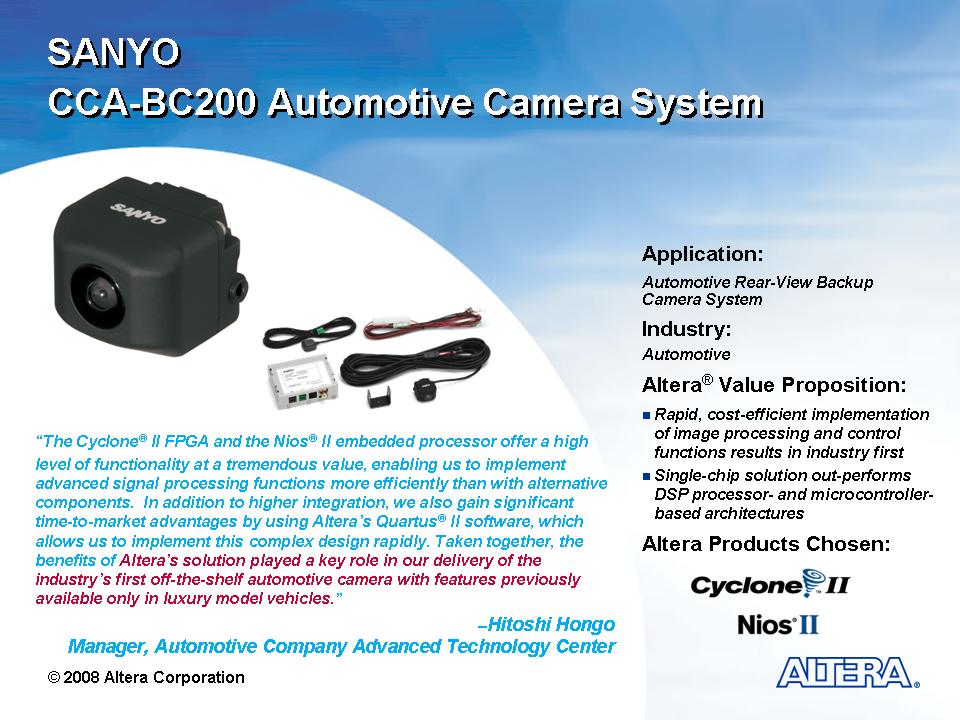 SANYO
CCA-BC200 Automotive Camera System
SANYO
Application:
Automotive Rear-View Backup
Camera System
Industry:
Automotive
Altera® Value Proposition:
Rapid, cost-efficient implementation
of image processing and control
functions results in industry first
Single-chip solution out-performs
DSP processor- and microcontroller-
based architectures
Altera Products Chosen:
Cyclone™ II
Nios® II
“The Cyclone® II FPGA and the Nios® II embedded processor offer a high
level of functionality at a tremendous value, enabling us to implement
advanced signal processing functions more efficiently than with alternative
components.  In addition to higher integration, we also gain significant
time-to-market advantages by using Altera’s Quartus® II software, which
allows us to implement this complex design rapidly. Taken together, the
benefits of Altera’s solution played a key role in our delivery of the
industry’s first off-the-shelf automotive camera with features previously
available only in luxury model vehicles.”
–Hitoshi Hongo
Manager, Automotive Company Advanced Technology Center
© 2008 Altera Corporation
ALTERA®